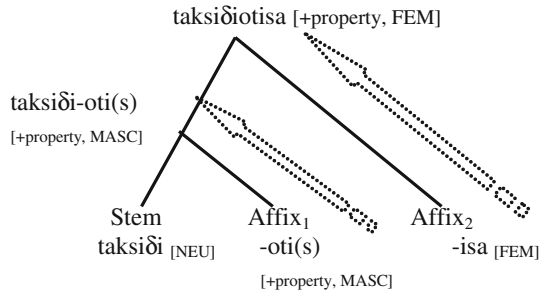 taksiδiotisa [+property, FEM]
taksiδi-oti(s)
[+property, MASC]
Stem Affix₁ Affix₂
taksiδi [NEU] -oti(s) -isa [FEM]
[+property, MASC]